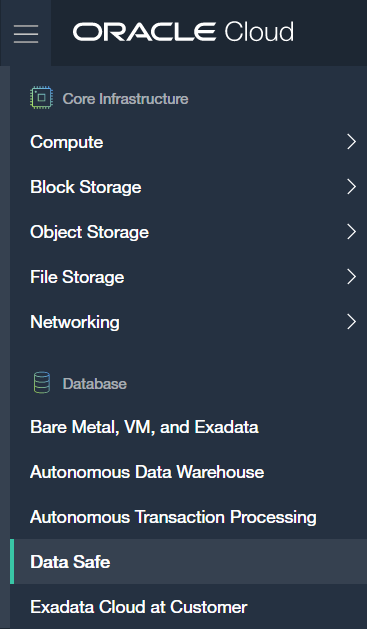 ORACLE Cloud
Core Infrastructure
Compute
Block Storage
Object Storage
File Storage
Networking
Database
Bare Metal, VM, and Exadata
Autonomous Data Warehouse
Autonomous Transaction Processing
Data Safe
Exadata Cloud at Customer